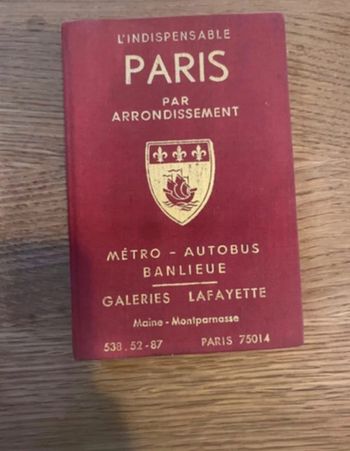 L'INDISPENSABLE
PARIS
PAR
ARRONDISSEMENT
MÉTRO - AUTOBUS
BANLIEUE
GALERIES LAFAYETTE
Maine - Montparnasse
538.52-87 PARIS 75014